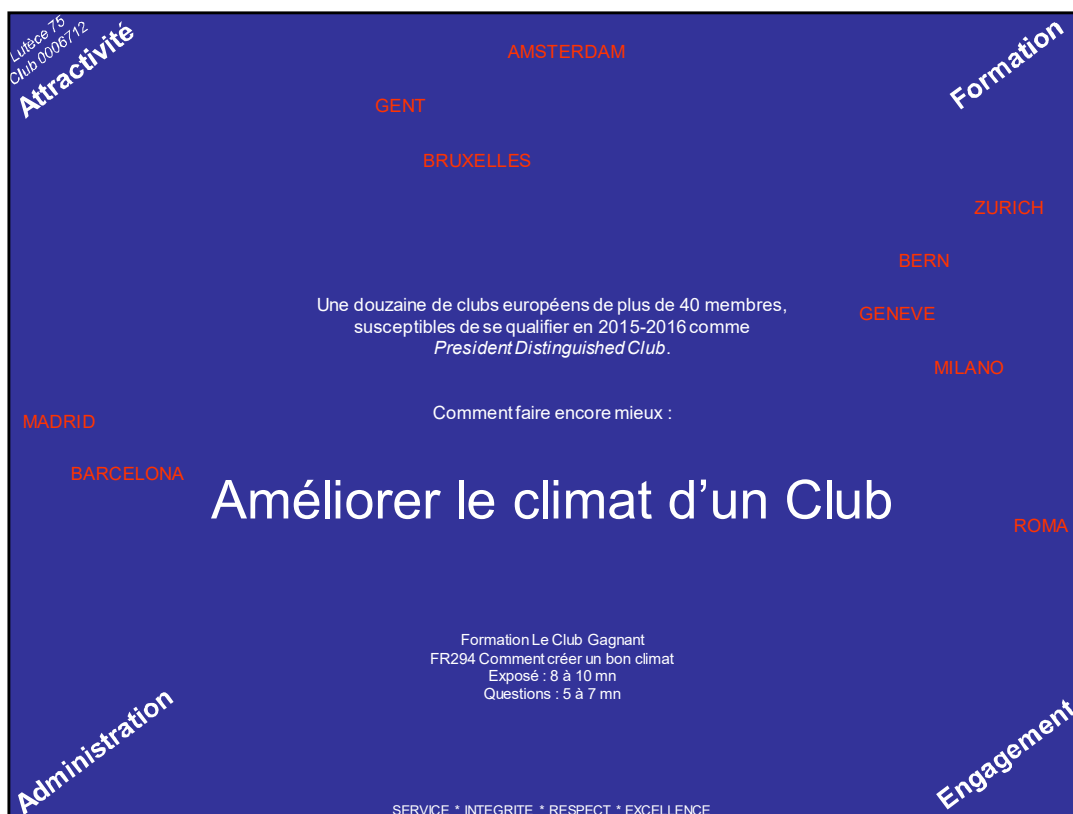 Lutèce 75
Club 0006712
Attractivité
Formation
AMSTERDAM
GENT
BRUXELLES
ZURICH
BERN
Une douzaine de clubs européens de plus de 40 membres,
susceptibles de se qualifier en 2015-2016 comme
President Distinguished Club.
GENEVE
MILANO
Comment faire encore mieux :
MADRID
BARCELONA
Améliorer le climat d’un Club
ROMA
Formation Le Club Gagnant
FR294 Comment créer un bon climat
Exposé : 8 à 10 mn
Questions : 5 à 7 mn
Administration
Engagement
SERVICE * INTEGRITE * RESPECT * EXCELLENCE